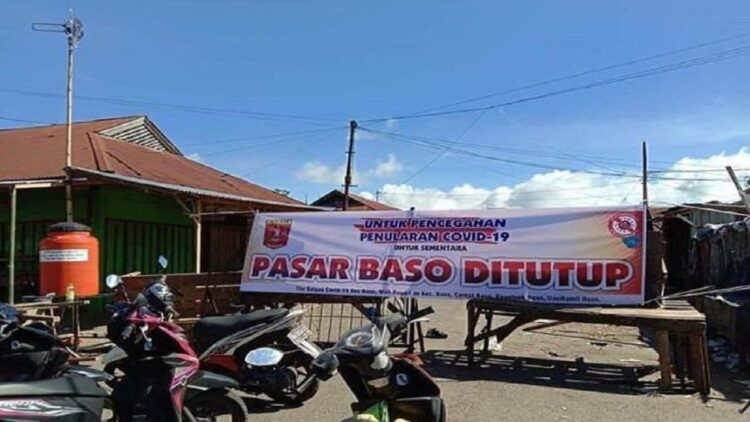 UNTUK PENCEGAHAN
PENULARAN COVID-19
UNTUK SEMENTARA
PASAR BASO DITUTUP